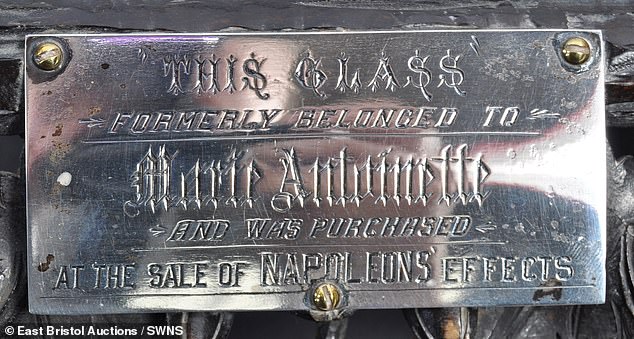 "THIS GLASS"
FORMERLY BELONGED TO
Marie Antoinette
AND WAS PURCHASED
AT THE SALE OF NAPOLEONS' EFFECTS
© East Bristol Auctions / SWNS